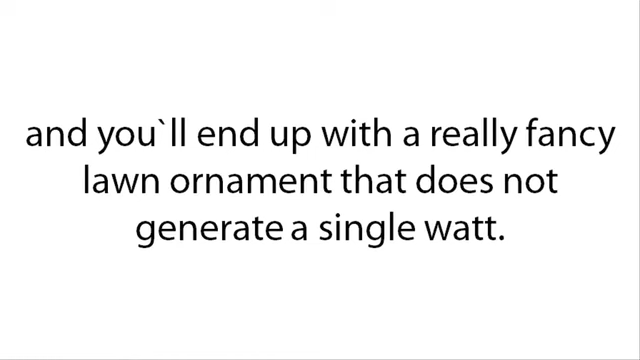 and you`ll end up with a really fancy
lawn ornament that does not
generate a single watt.